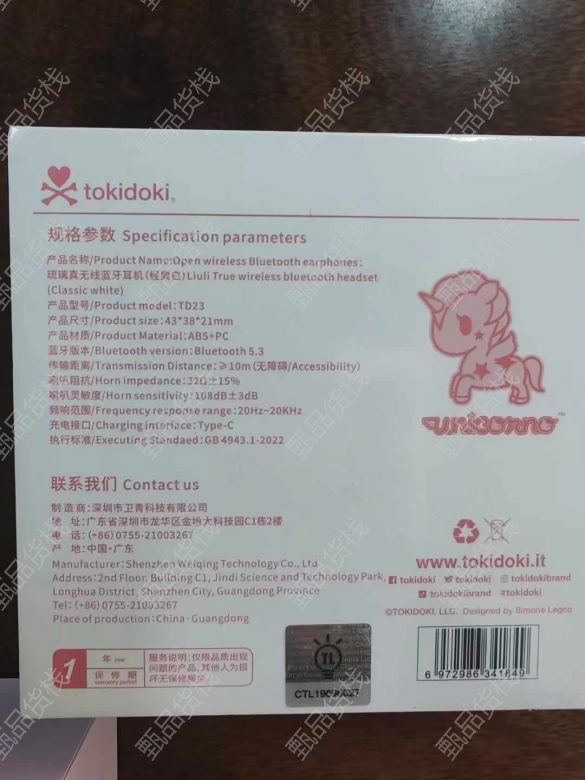 tokidoki
规格参数 Specification parameters
产品名称/Product Name:Open wireless Bluetooth earphones:
琉璃真无线蓝牙耳机(经典白)Liuli True wireless bluetooth headset
(Classic white)
产品型号/Product model:TD23
产品尺寸/Product size:43*38*21mm
产品材质/Product Material:ABS+PC
蓝牙版本/Bluetooth version:Bluetooth 5.3
传输距离/Transmission Distance:≥10m(无障碍/Accessibility)
喇叭阻抗/Horn impedance:32Ω±15%
喇叭灵敏度/Horn sensitivity:108dB±3dB
频响范围/Frequency response range:20Hz~20KHz
充电接口/Charging interface:Type-C
执行标准/Executing Standaed:GB 4943.1-2022
unicorno™
联系我们 Contact us
制造商:深圳市卫青科技有限公司
地 址:广东省深圳市龙华区金地大科技园C1栋2楼
电 话:(+86)0755-21003267
产 地:中国·广东
Manufacturer:Shenzhen Weiqing Technology Co., Ltd
Address:2nd Floor, Building C1, Jindi Science and Technology Park,
Longhua District, Shenzhen City, Guangdong Province
Tel:(+86)0755-21003267
Place of production:China·Guangdong
www.tokidoki.it
tokidoki tokidoki tokidokibrand
tokidokibrand #tokidoki
©TOKIDOKI, LLC. Designed by Simone Legno
1
年 year
保修期
warranty period
服务说明:仅限品质出现
问题的产品,其他人为损
坏无保修服务
TL
CTL19096027
6 972986 341849
甄品货栈